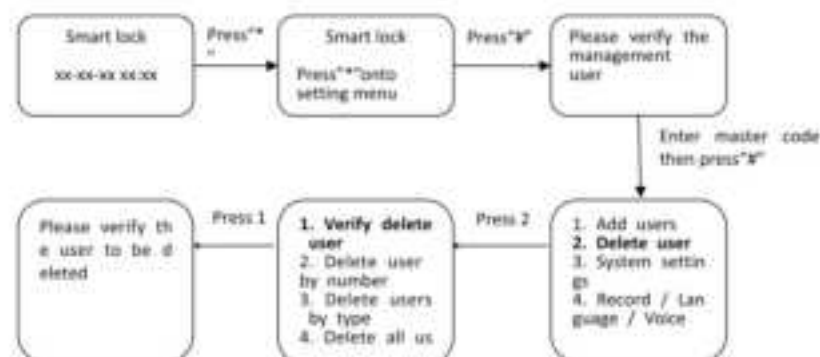 Smart lock
xx-xx-xx xx:xx
Press"*
"
Smart lock
Press"*"onto
setting menu
Press"#"
Please verify the
management
user
Enter master code
then press"#"
1. Add users
2. Delete user
3. System settin
gs
4. Record / Lan
guage / Voice
Press 2
1. Verify delete
user
2. Delete user
by number
3. Delete users
by type
4. Delete all us
Press 1
Please verify th
e user to be d
eleted